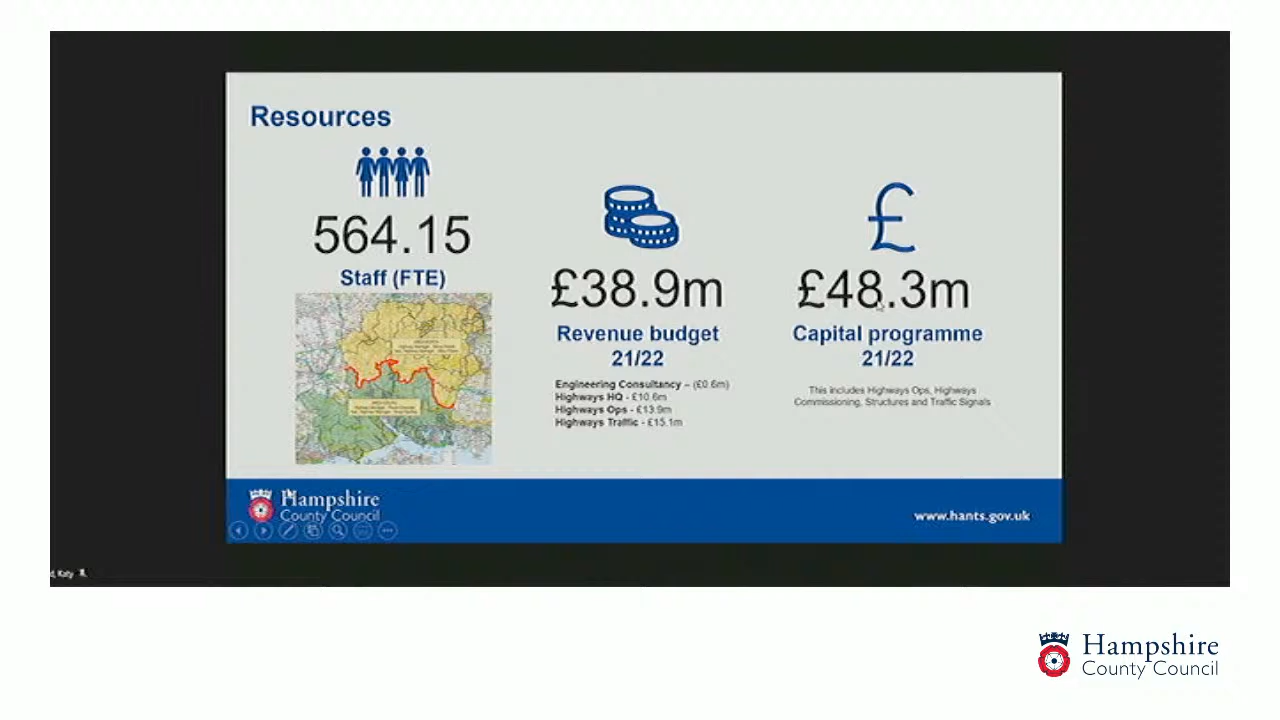 Resources
564.15
Staff (FTE)
£38.9m
Revenue budget
21/22
Engineering Consultancy – (£0.6m)
Highways HQ - £10.6m
Highways Ops - £13.9m
Highways Traffic - £15.1m
£48.3m
Capital programme
21/22
This includes Highways Ops, Highways
Commissioning, Structures and Traffic Signals
Hampshire
County Council
www.hants.gov.uk
Katy
Hampshire
County Council